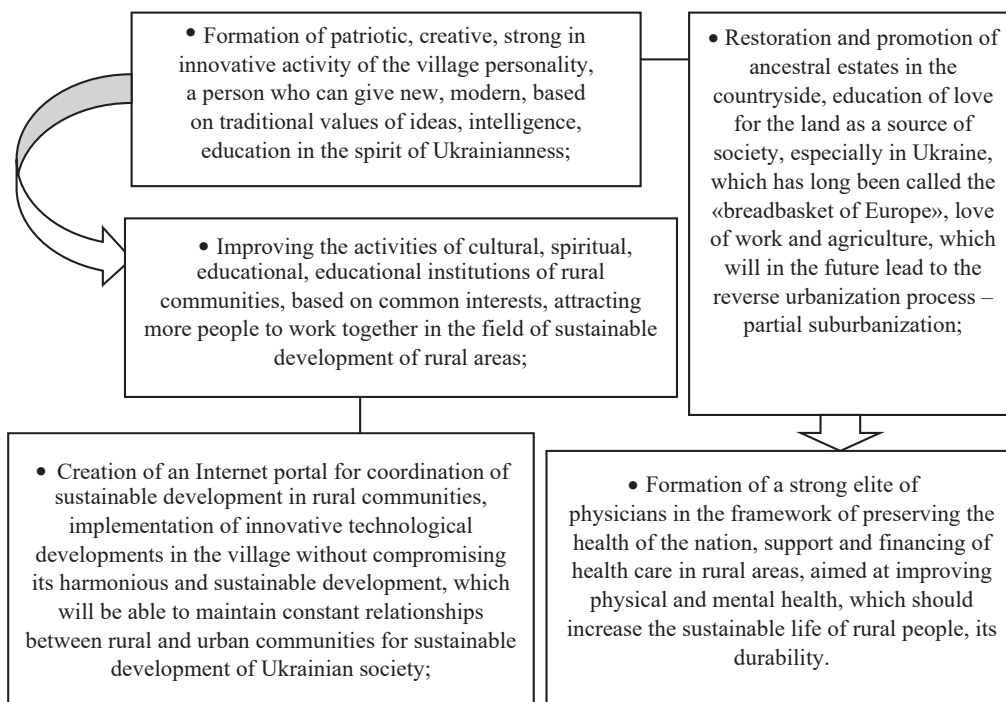 • Formation of patriotic, creative, strong in
innovative activity of the village personality,
a person who can give new, modern, based
on traditional values of ideas, intelligence,
education in the spirit of Ukrainianness;
• Restoration and promotion of
ancestral estates in the
countryside, education of love
for the land as a source of
society, especially in Ukraine,
which has long been called the
«breadbasket of Europe», love
of work and agriculture, which
will in the future lead to the
reverse urbanization process –
partial suburbanization;
• Improving the activities of cultural, spiritual,
educational, educational institutions of rural
communities, based on common interests, attracting
more people to work together in the field of sustainable
development of rural areas;
• Creation of an Internet portal for coordination of
sustainable development in rural communities,
implementation of innovative technological
developments in the village without compromising
its harmonious and sustainable development, which
will be able to maintain constant relationships
between rural and urban communities for sustainable
development of Ukrainian society;
• Formation of a strong elite of
physicians in the framework of preserving the
health of the nation, support and financing of
health care in rural areas, aimed at improving
physical and mental health, which should
increase the sustainable life of rural people, its
durability.